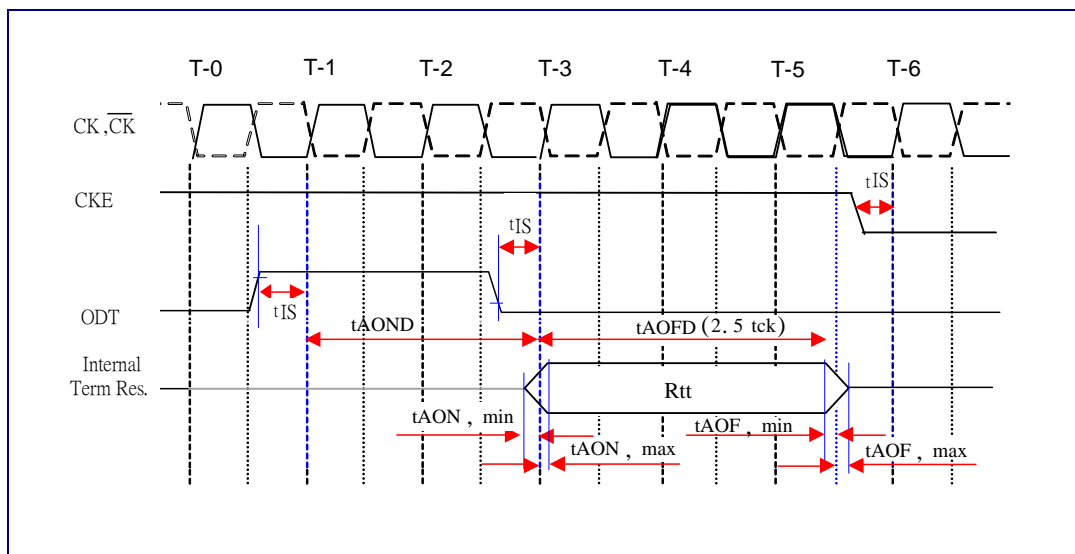 T-0 T-1 T-2 T-3 T-4 T-5 T-6
CK ,CK
CKE
tIS
tIS
tIS
ODT
tAOND
tAOFD (2. 5 tck)
Internal
Term Res.
Rtt
tAON , min
tAOF , min
tAON , max
tAOF , max